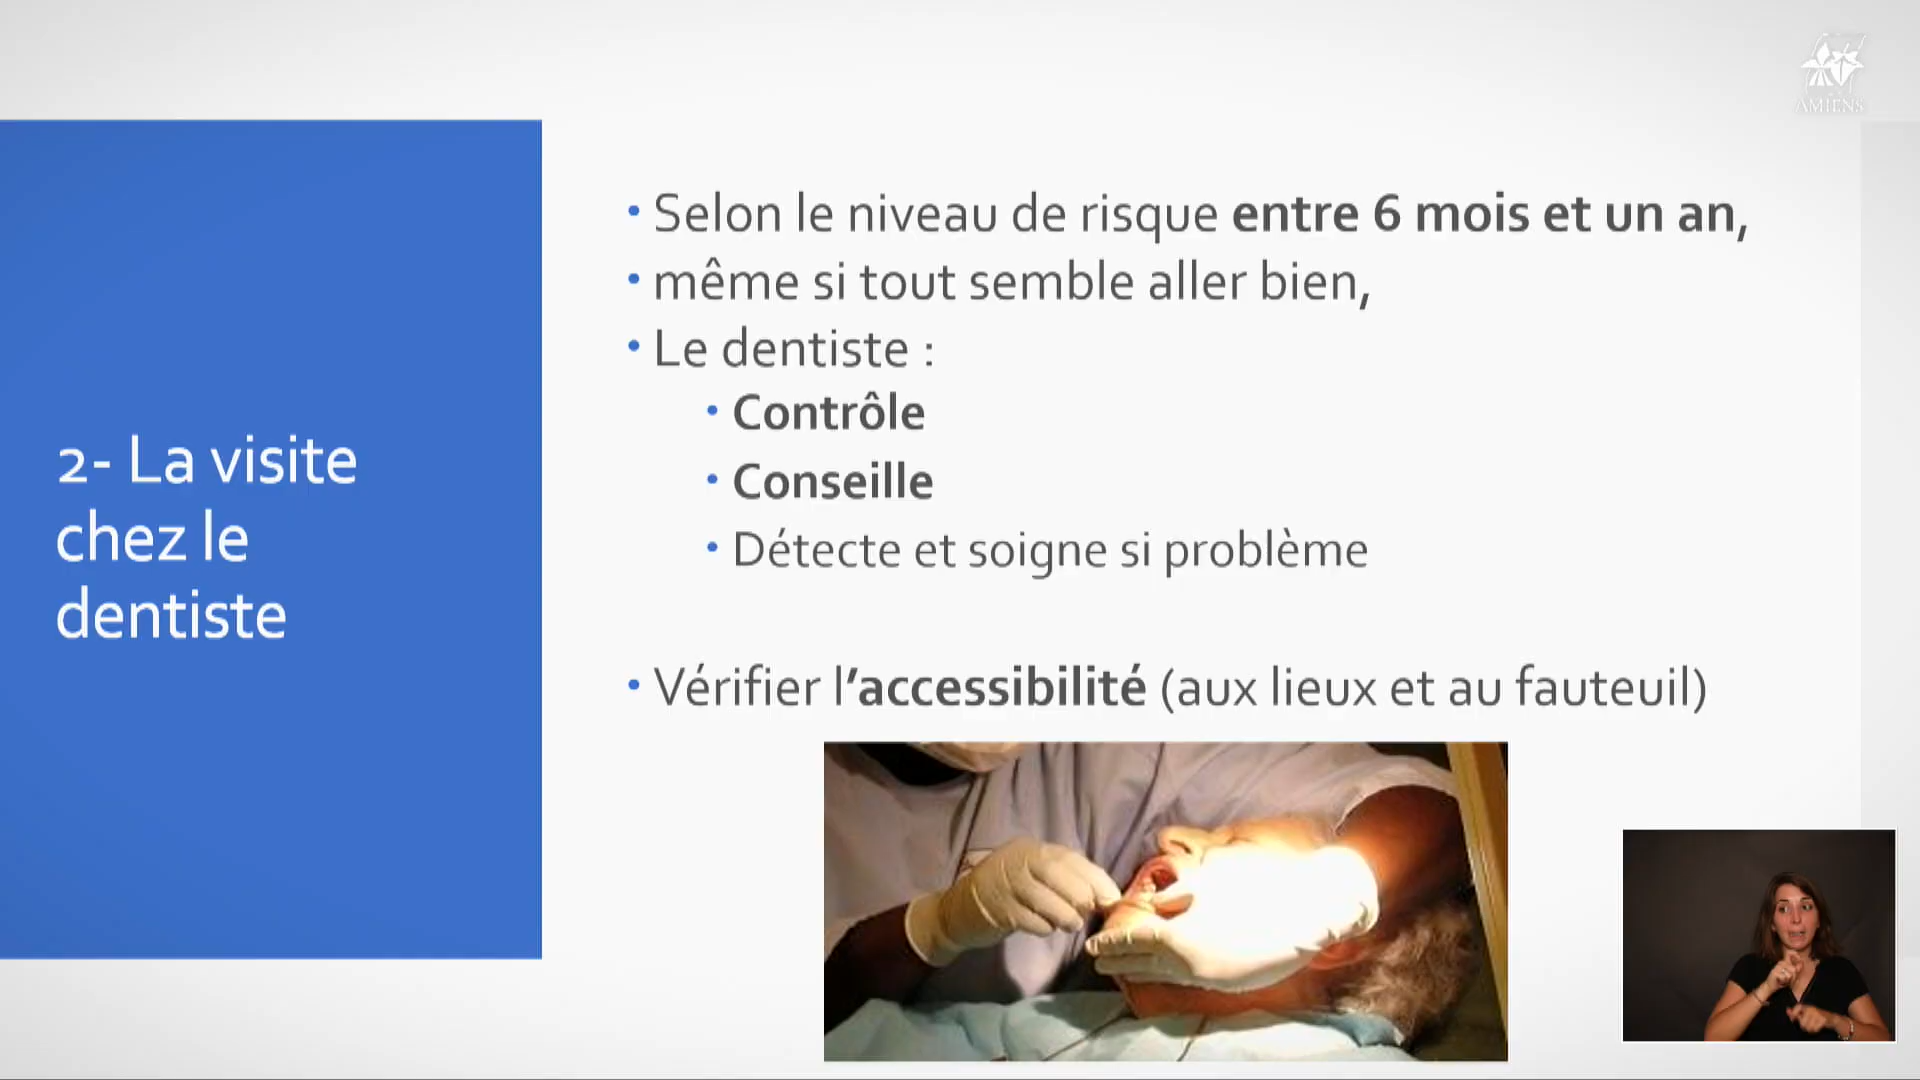 AMIENS
2- La visite
chez le
dentiste
• Selon le niveau de risque entre 6 mois et un an,
• même si tout semble aller bien,
• Le dentiste :
• Contrôle
• Conseille
• Détecte et soigne si problème
• Vérifier l’accessibilité (aux lieux et au fauteuil)